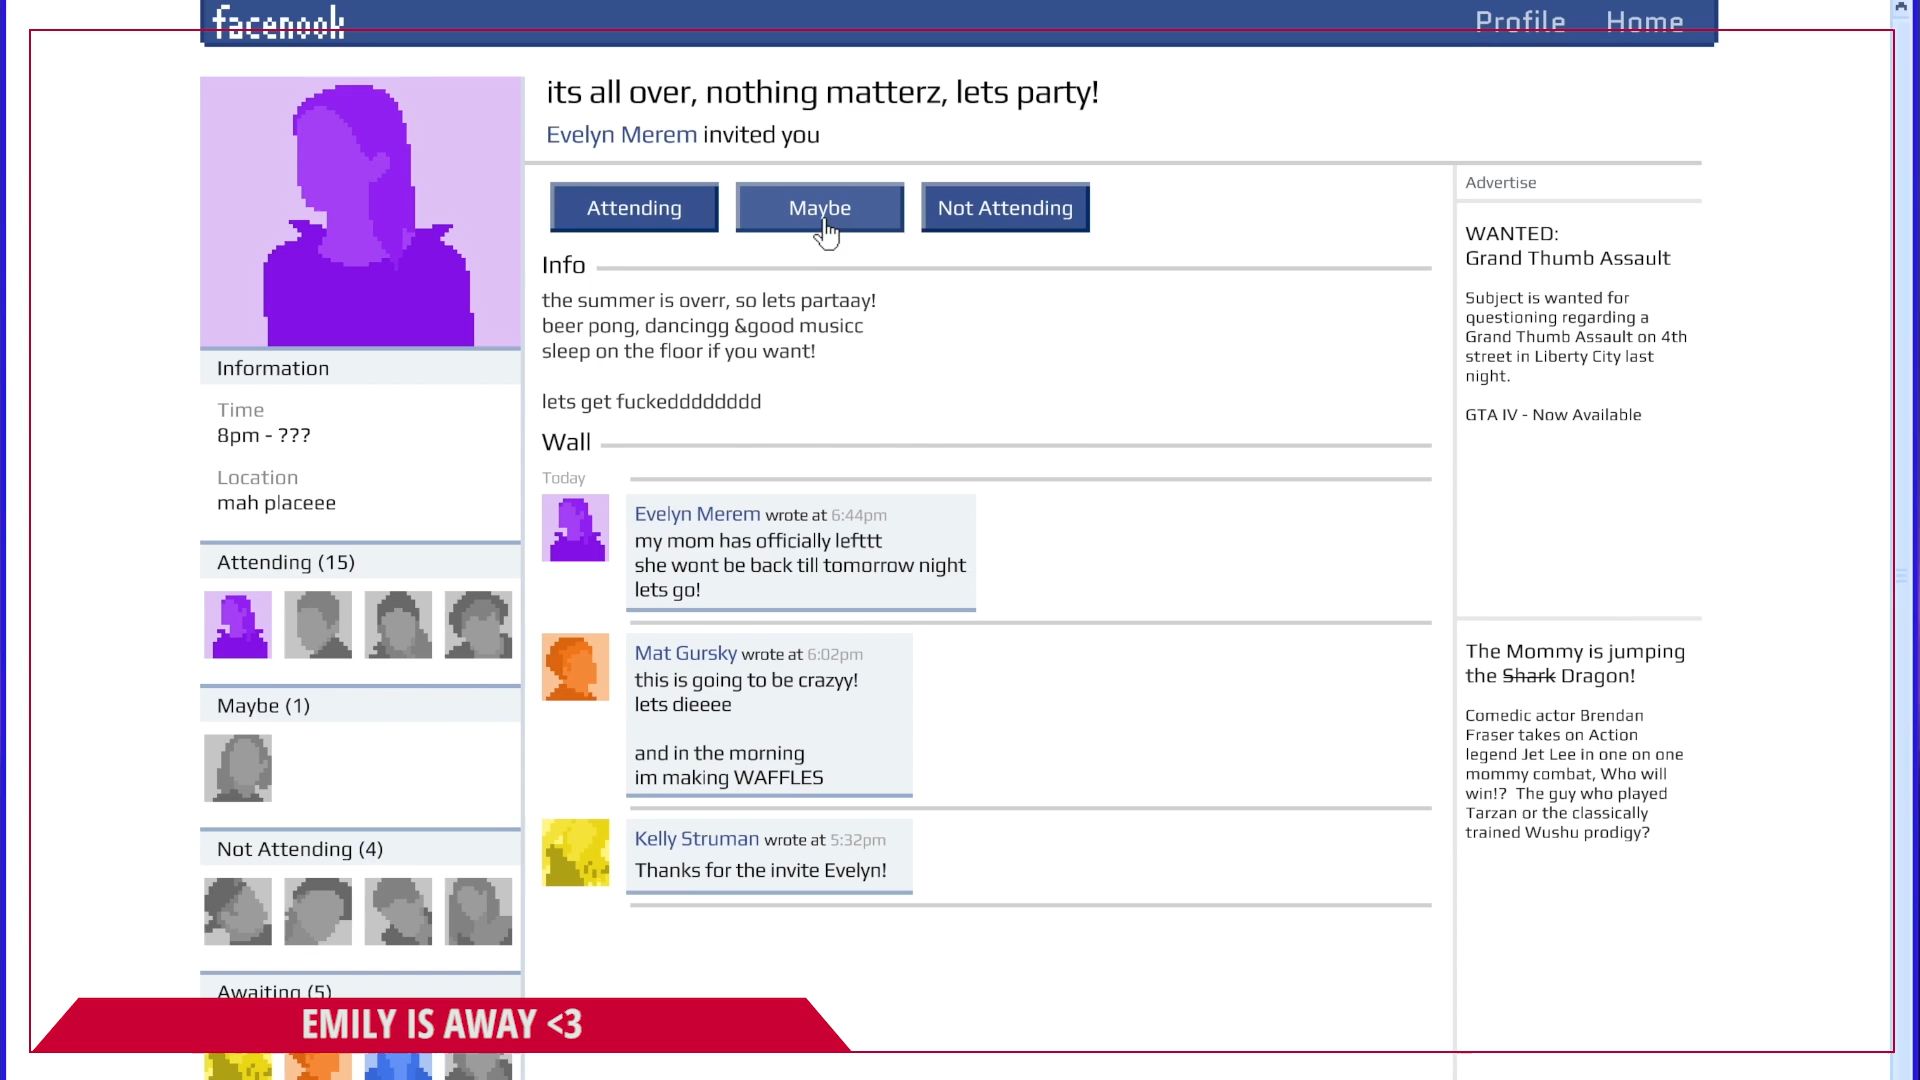 facenook
Profile Home
its all over, nothing matterz, lets party!
Evelyn Merem invited you
Attending
Maybe
Not Attending
Info
the summer is overr, so lets partaay!
beer pong, dancingg &good musicc
sleep on the floor if you want!
lets get fuckedddddddd
Wall
Today
Evelyn Merem wrote at 6:44pm
my mom has officially lefttt
she wont be back till tomorrow night
lets go!
Mat Gursky wrote at 6:02pm
this is going to be crazyy!
lets dieeee
and in the morning
im making WAFFLES
Kelly Struman wrote at 5:32pm
Thanks for the invite Evelyn!
Information
Time
8pm - ???
Location
mah placeee
Attending (15)
Maybe (1)
Not Attending (4)
Awaiting (5)
Advertise
WANTED:
Grand Thumb Assault
Subject is wanted for
questioning regarding a
Grand Thumb Assault on 4th
street in Liberty City last
night.
GTA IV - Now Available
The Mommy is jumping
the Shark Dragon!
Comedic actor Brendan
Fraser takes on Action
legend Jet Lee in one on one
mommy combat, Who will
win!? The guy who played
Tarzan or the classically
trained Wushu prodigy?
EMILY IS AWAY <3